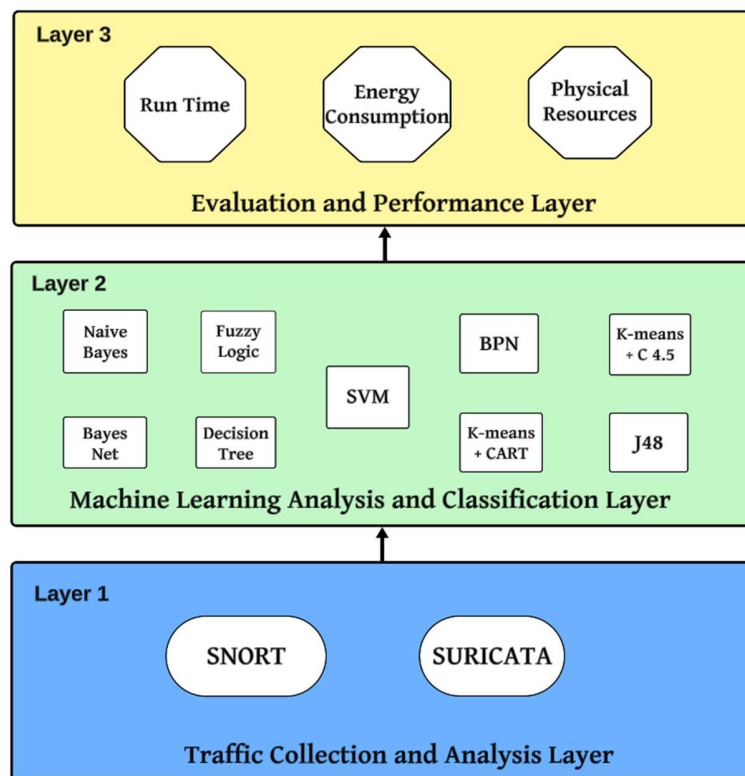 Layer 3
Run Time
Energy
Consumption
Physical
Resources
Evaluation and Performance Layer
Layer 2
Naive
Bayes
Fuzzy
Logic
SVM
BPN
K-means
+ C 4.5
Bayes
Net
Decision
Tree
K-means
+ CART
J48
Machine Learning Analysis and Classification Layer
Layer 1
SNORT
SURICATA
Traffic Collection and Analysis Layer